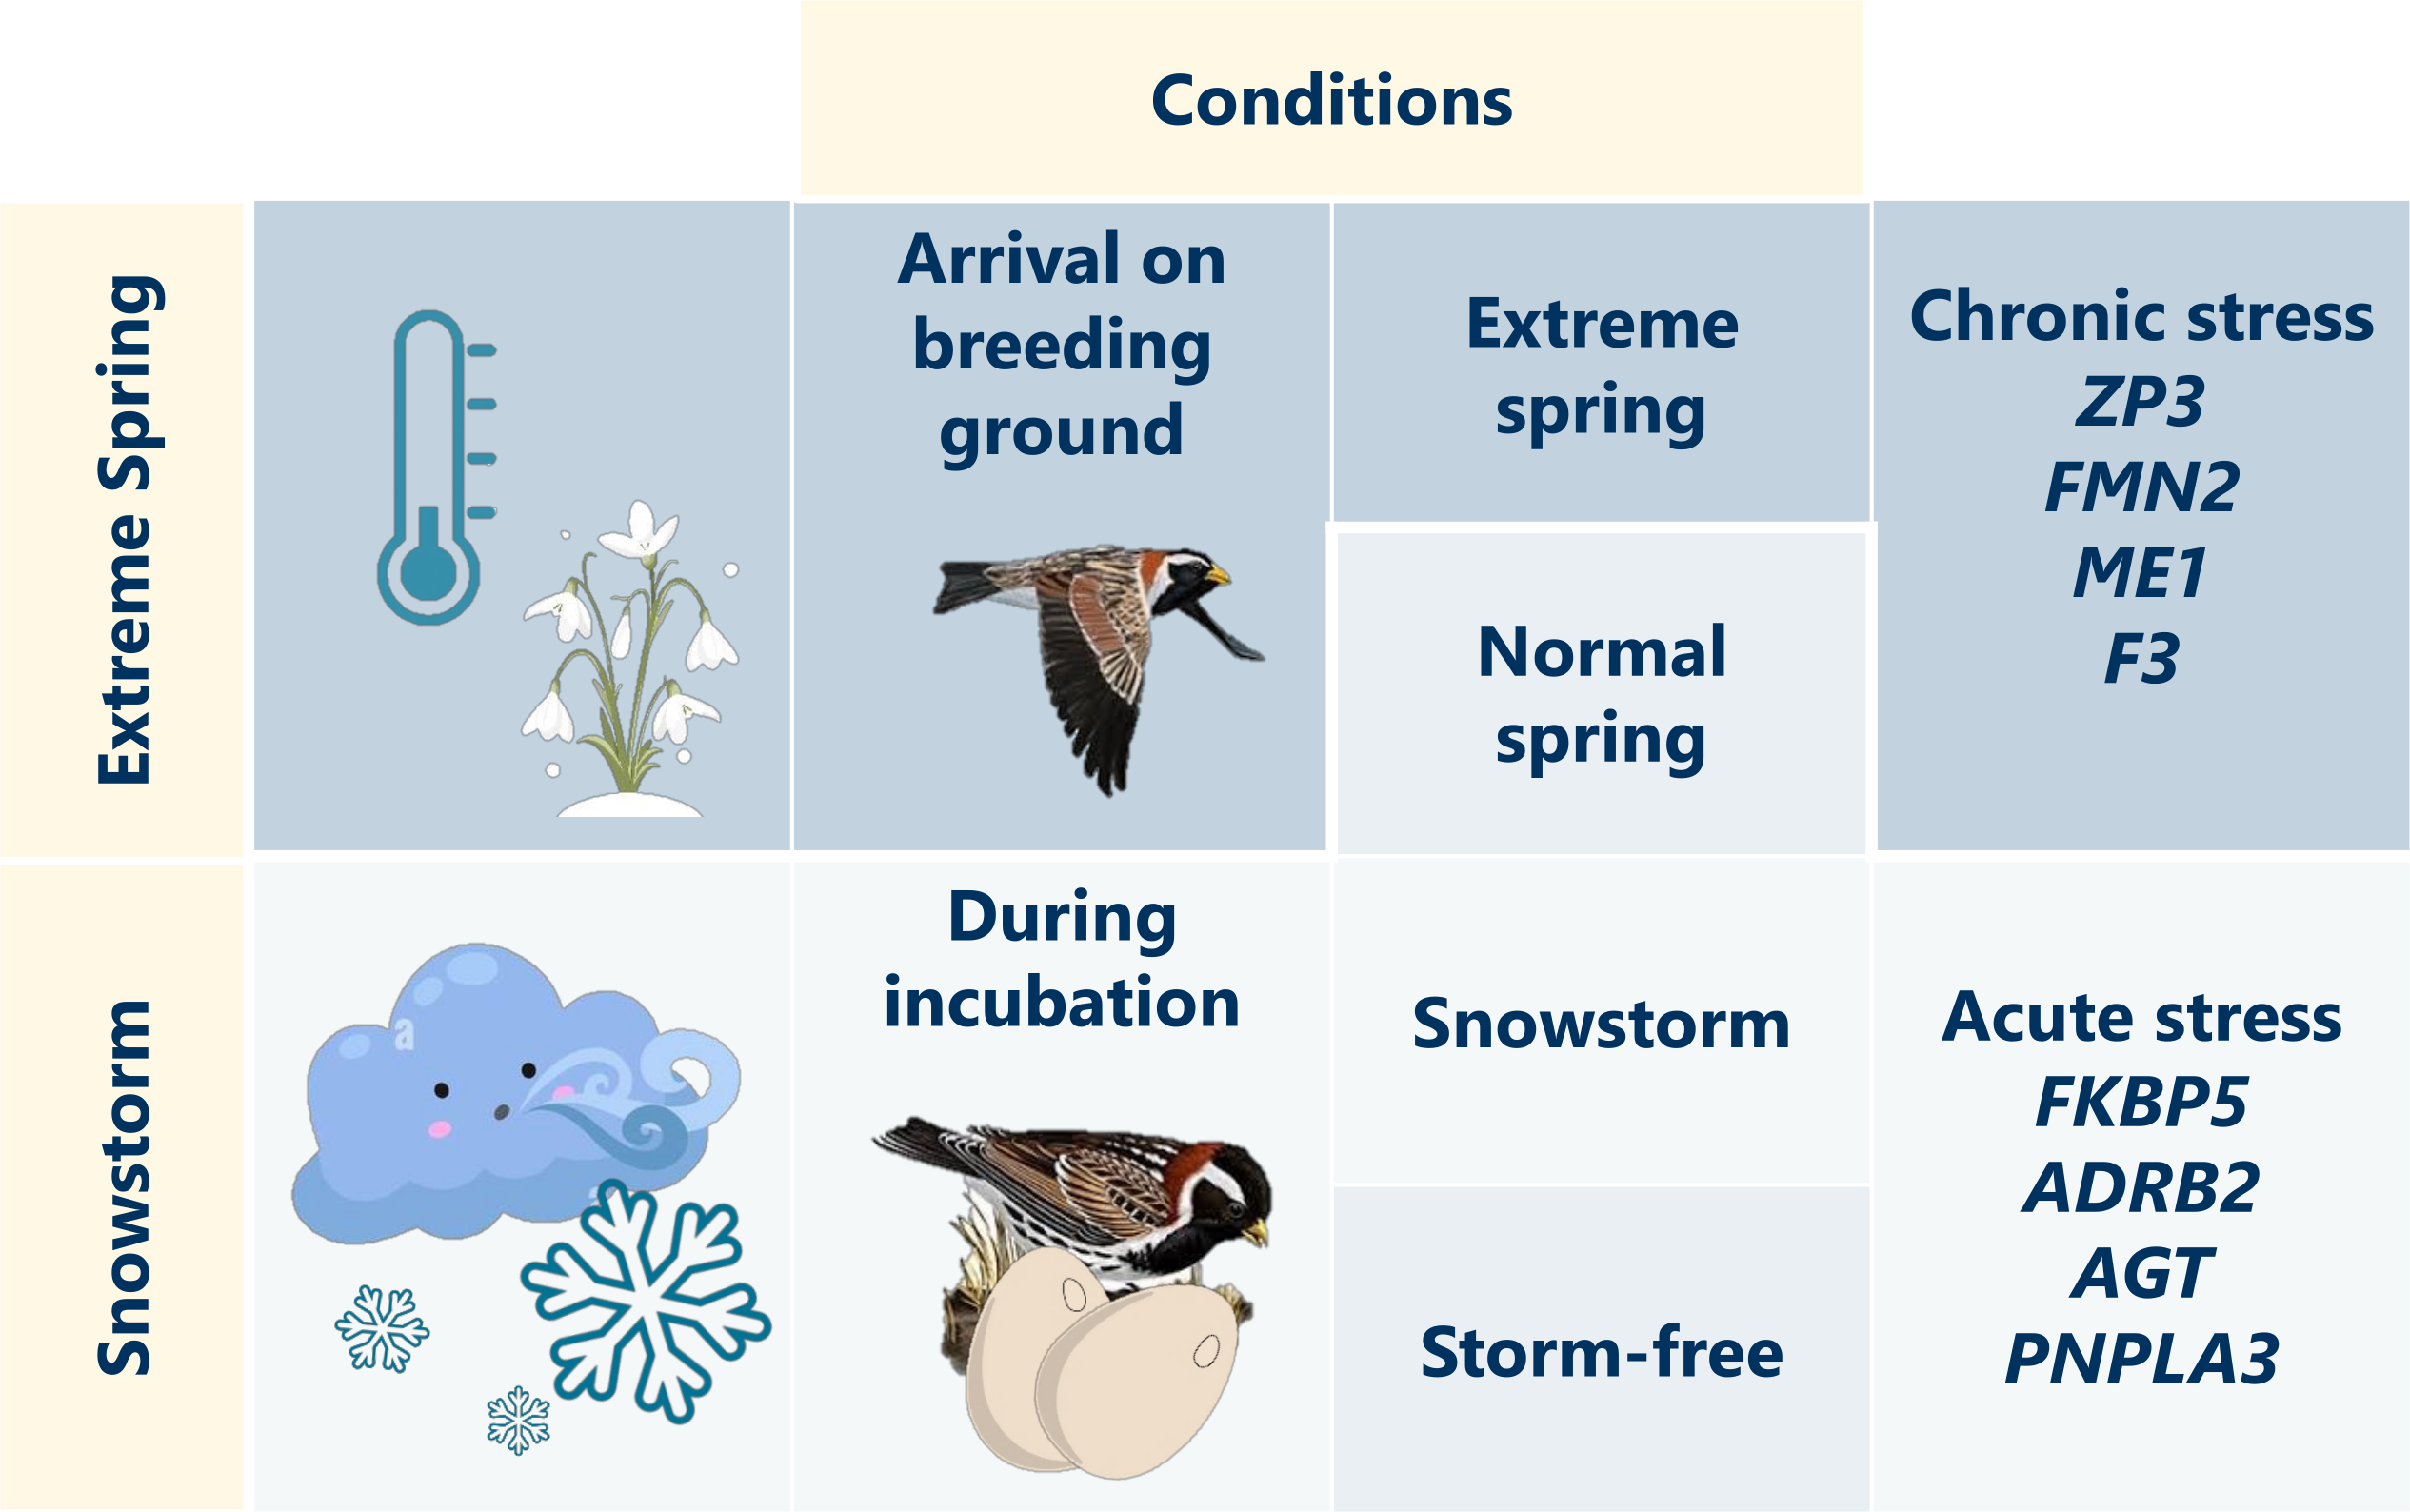 Conditions
Extreme Spring
Arrival on
breeding
ground
Extreme
spring
Normal
spring
Chronic stress
ZP3
FMN2
ME1
F3
Snowstorm
During
incubation
Snowstorm
Storm-free
Acute stress
FKBP5
ADRB2
AGT
PNPLA3
a